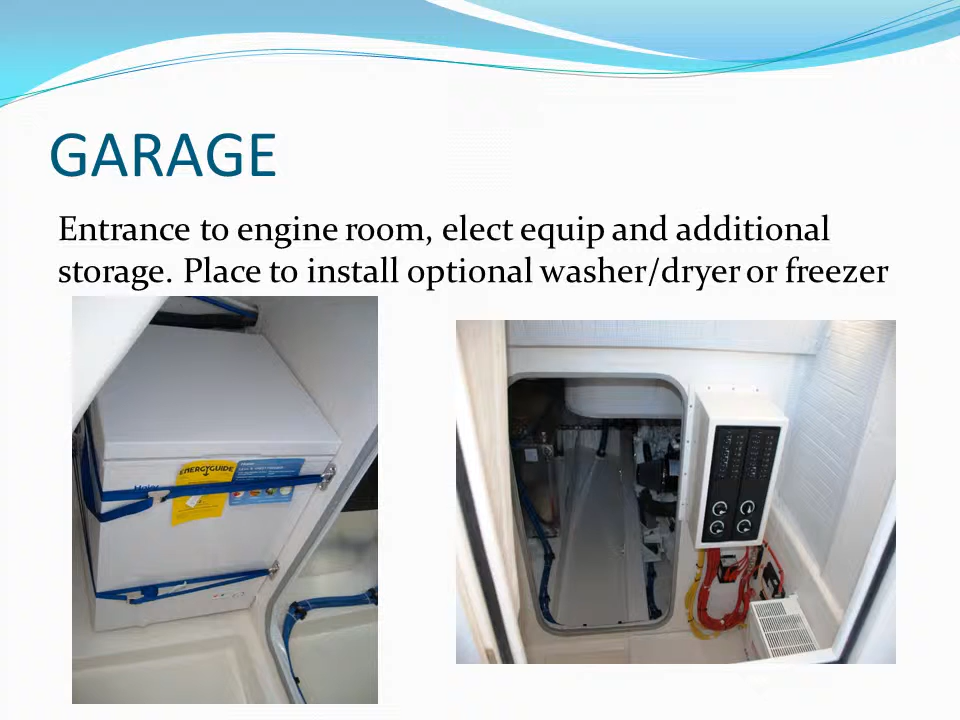 GARAGE
Entrance to engine room, elect equip and additional
storage. Place to install optional washer/dryer or freezer
ENERGYGUIDE
Haier